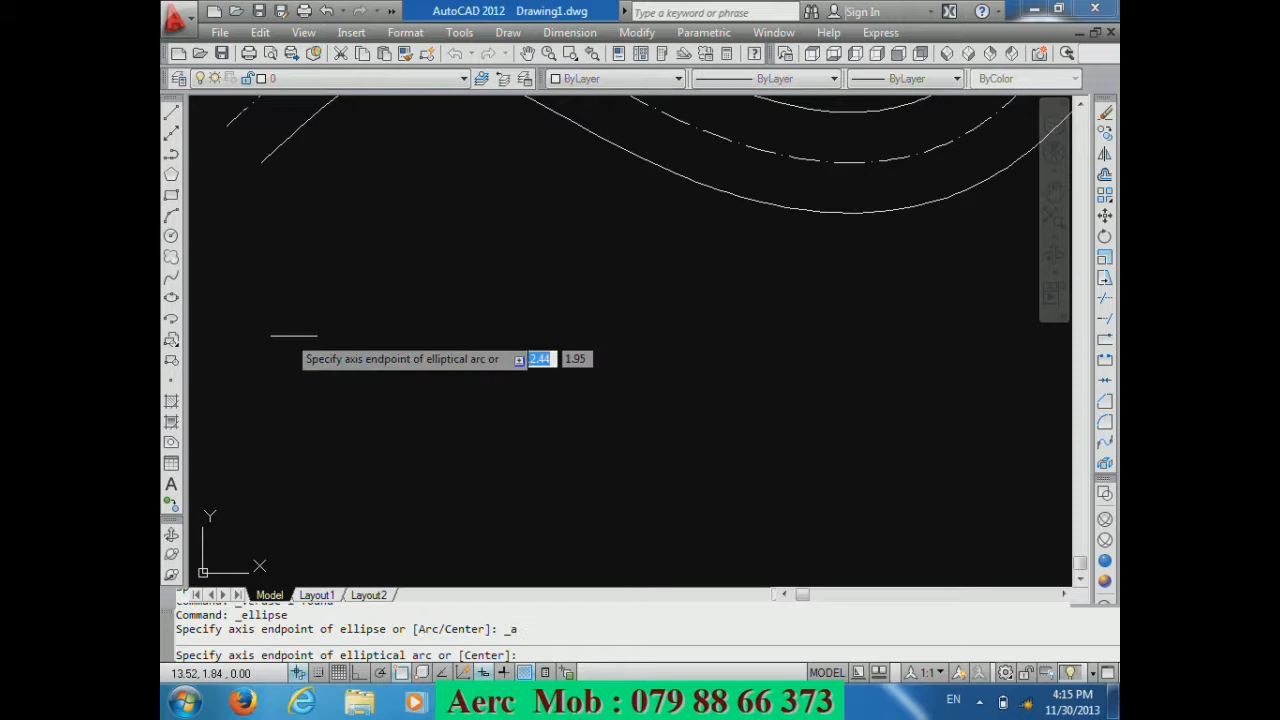 AutoCAD 2012 Drawing1.dwg
Type a keyword or phrase
Sign In
File Edit View Insert Format Tools Draw Dimension Modify Parametric Window Help Express
0
ByLayer
ByLayer
ByLayer
ByColor
Specify axis endpoint of elliptical arc or 2.44 1.95
A
Y
X
Model Layout1 Layout2
Command: _ellipse
Specify axis endpoint of ellipse or [Arc/Center]: _a
Specify axis endpoint of elliptical arc or [Center]:
13.52, 1.84, 0.00
MODEL
1:1
Aerc Mob : 079 88 66 373
EN
4:15 PM
11/30/2013